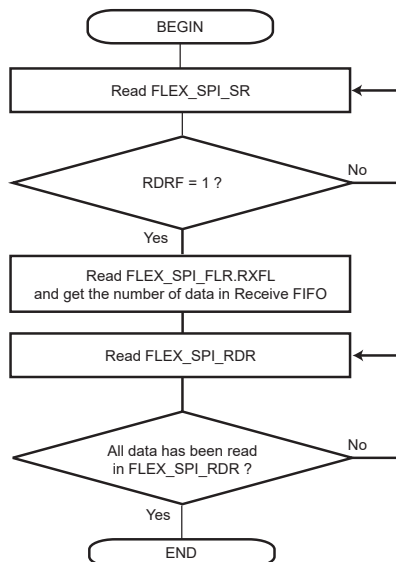 BEGIN
Read FLEX_SPI_SR
RDRF = 1 ?
No
Yes
Read FLEX_SPI_FLR.RXFL
and get the number of data in Receive FIFO
Read FLEX_SPI_RDR
All data has been read
in FLEX_SPI_RDR ?
No
Yes
END